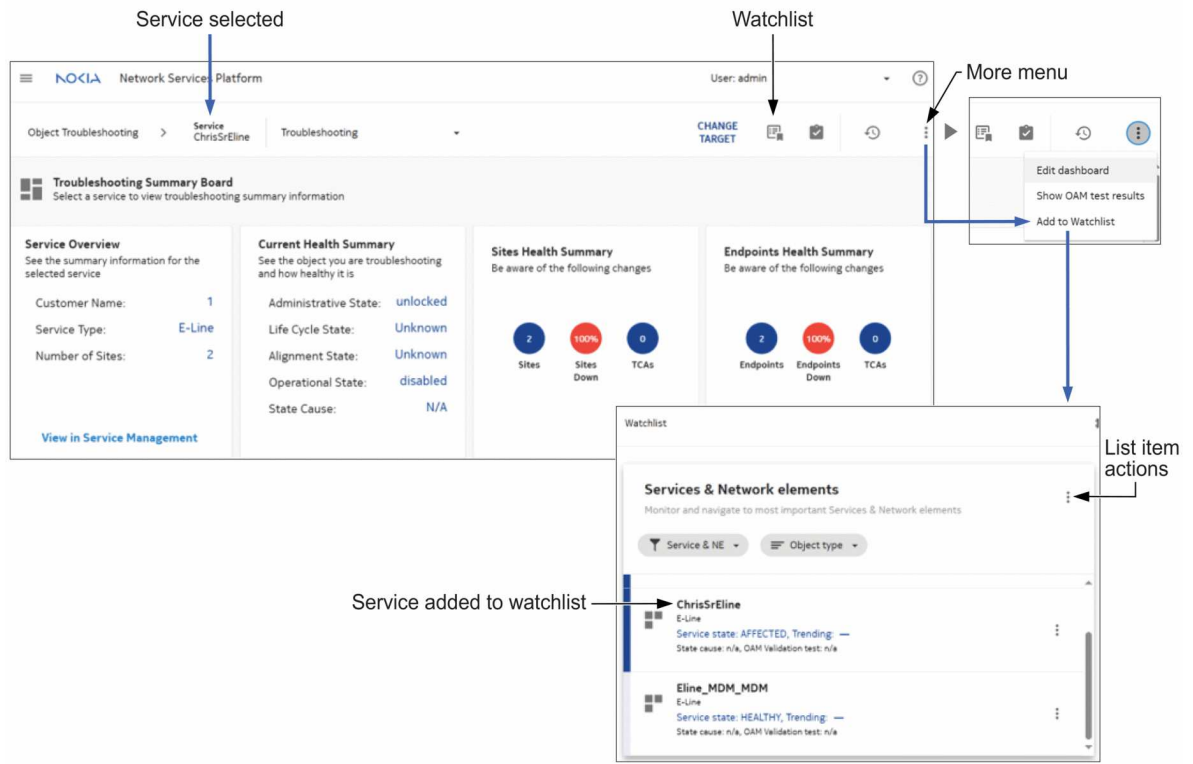 Service selected
Watchlist
More menu
NOKIA Network Services Platform
User: admin
?
Object Troubleshooting > Service
ChrisSrEline
Troubleshooting
CHANGE
TARGET
Edit dashboard
Show OAM test results
Add to Watchlist
Troubleshooting Summary Board
Select a service to view troubleshooting summary information
Service Overview
See the summary information for the
selected service
Customer Name: 1
Service Type: E-Line
Number of Sites: 2
View in Service Management
Current Health Summary
See the object you are troubleshooting
and how healthy it is
Administrative State: unlocked
Life Cycle State: Unknown
Alignment State: Unknown
Operational State: disabled
State Cause: N/A
Sites Health Summary
Be aware of the following changes
2 100% 0
Sites Sites TCAs
Down
Endpoints Health Summary
Be aware of the following changes
2 100% 0
Endpoints Endpoints TCAs
Down
Watchlist
List item
actions
Services & Network elements
Monitor and navigate to most important Services & Network elements
Service & NE Object type
Service added to watchlist
ChrisSrEline
E-Line
Service state: AFFECTED, Trending: —
State cause: n/a, OAM Validation test: n/a
Eline_MDM_MDM
E-Line
Service state: HEALTHY, Trending: —
State cause: n/a, OAM Validation test: n/a